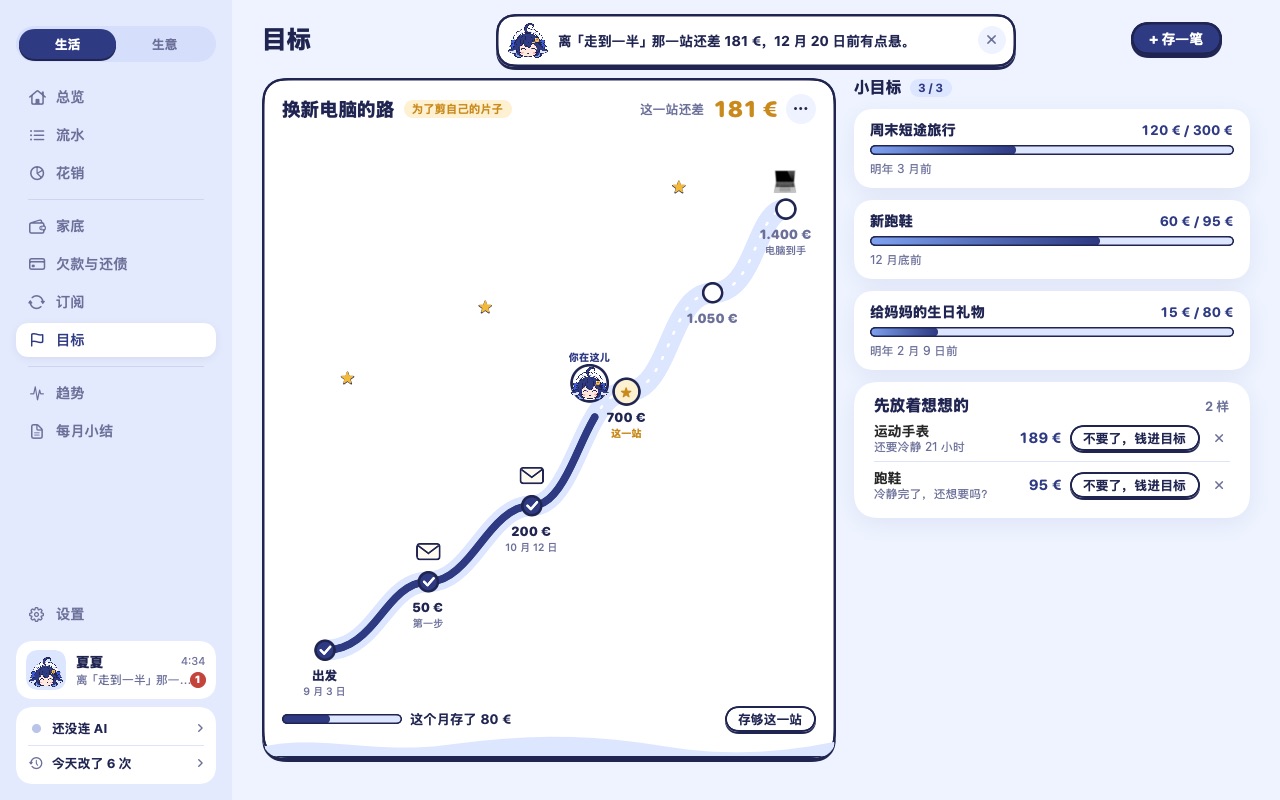 生活
生意
总览
流水
花销
家底
欠款与还债
订阅
目标
趋势
每月小结
设置
夏夏
4:34
离「走到一半」那一…
1
还没连 AI
今天改了 6 次
目标
离「走到一半」那一站还差 181 €，12 月 20 日前有点悬。
+ 存一笔
换新电脑的路
为了剪自己的片子
这一站还差
181 €
1.400 €
电脑到手
1.050 €
你在这儿
700 €
这一站
200 €
10 月 12 日
50 €
第一步
出发
9 月 3 日
这个月存了 80 €
存够这一站
小目标
3 / 3
周末短途旅行
120 € / 300 €
明年 3 月前
新跑鞋
60 € / 95 €
12 月底前
给妈妈的生日礼物
15 € / 80 €
明年 2 月 9 日前
先放着想想的
2 样
运动手表
还要冷静 21 小时
189 €
不要了，钱进目标
跑鞋
冷静完了，还想要吗?
95 €
不要了，钱进目标